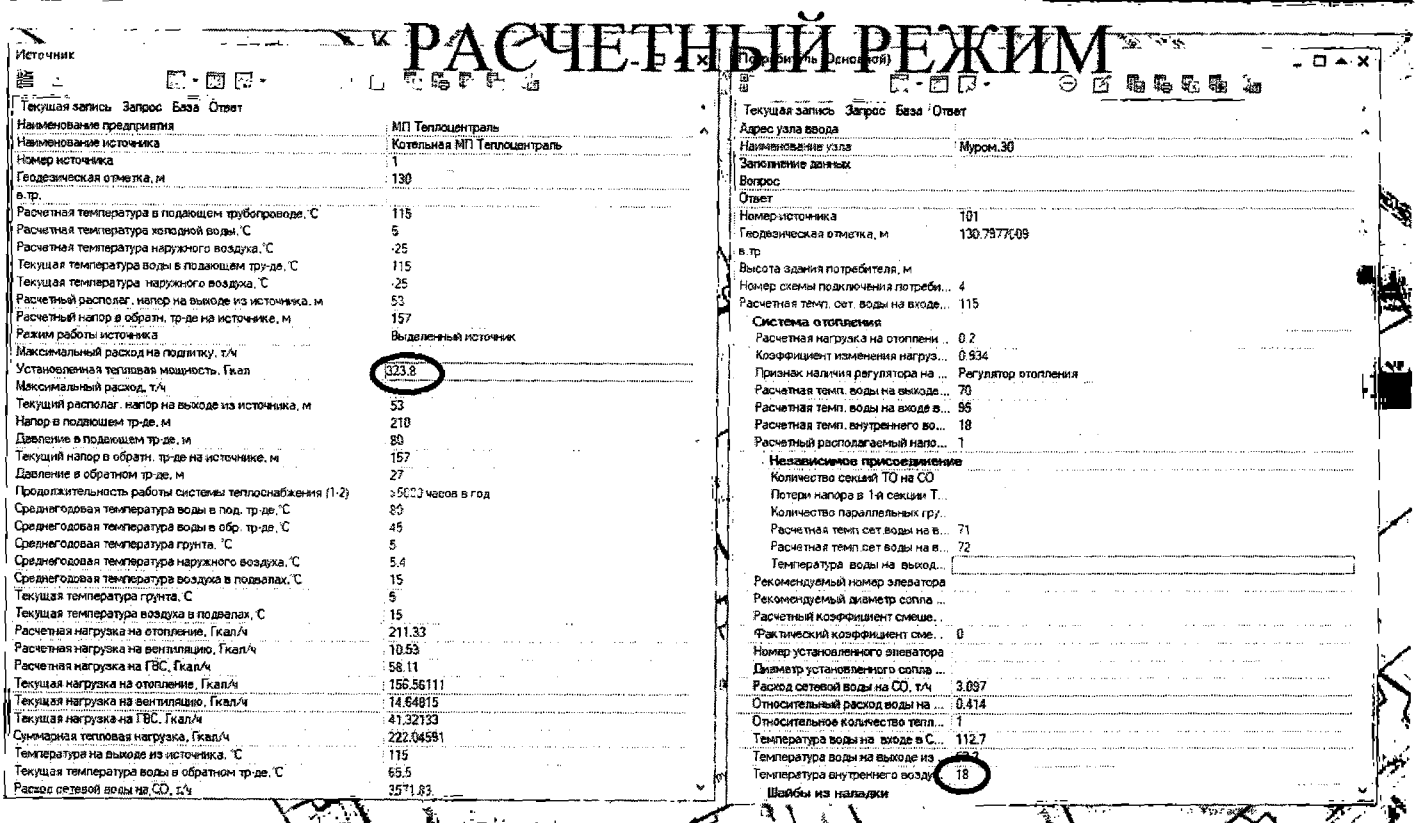 РАСЧЕТНЫЙ РЕЖИМ
Источник
Текущая запись Запрос База Ответ
Наименование предприятия МП Теплоцентраль
Наименование источника Котельная МП Теплоцентраль
Номер источника 1
Геодезическая отметка, м 130
в.тр.
Расчетная температура в подающем трубопроводе,°С 115
Расчетная температура холодной воды,°С 5
Расчетная температура наружного воздуха,°С -25
Текущая температура воды в подающем тру-де,°С 115
Текущая температура наружного воздуха,°С -25
Расчетный располаг. напор на выходе из источника, м 53
Расчетный напор в обратн. тр-де на источнике, м 157
Режим работы источника Выделенный источник
Максимальный расход на подпитку, т/ч
Установленная тепловая мощность, Гкал 323.8
Максимальный расход, т/ч
Текущий располаг. напор на выходе из источника, м 53
Напор в подающем тр-де, м 210
Давление в подающем тр-де, м 80
Текущий напор в обратн. тр-де на источнике, м 157
Давление в обратном тр-де, м 27
Продолжительность работы системы теплоснабжения (1-2) >5000 часов в год
Среднегодовая температура воды в под. тр-де,°С 80
Среднегодовая температура воды в обр. тр-де,°С 45
Среднегодовая температура грунта, °С 5
Среднегодовая температура наружного воздуха,°С 5.4
Среднегодовая температура воздуха в подвалах,°С 15
Текущая температура грунта, С 5
Текущая температура воздуха в подвалах,°С 15
Расчетная нагрузка на отопление, Гкал/ч 211.33
Расчетная нагрузка на вентиляцию, Гкал/ч 10.53
Расчетная нагрузка на ГВС, Гкал/ч 58.11
Текущая нагрузка на отопление, Гкал/ч 156.56111
Текущая нагрузка на вентиляцию, Гкал/ч 14.64815
Текущая нагрузка на ГВС, Гкал/ч 41.32133
Суммарная тепловая нагрузка, Гкал/ч 222.04591
Температура на выходе из источника, °С 115
Текущая температура воды в обратном тр-де,°С 65.5
Расход сетевой воды на СО, т/ч 3571.83
Потребитель (Основной)
Текущая запись Запрос База Ответ
Адрес узла ввода
Наименование узла Муром.30
Заполнение данных
Вопрос
Ответ
Номер источника 101
Геодезическая отметка, м
в.тр
Высота здания потребителя, м
Номер схемы подключения потреби... 4
Расчетная темп. сет. воды на входе... 115
Система отопления
Расчетная нагрузка на отоплени... 0.2
Коэффициент изменения нагруз... 0.934
Признак наличия регулятора на ... Регулятор отопления
Расчетная темп. воды на выходе... 70
Расчетная темп. воды на входе в... 95
Расчетная темп. внутреннего во... 18
Расчетный располагаемый напо... 1
Независимое присоединение
Количество секций ТО на СО
Потери напора в 1-й секции Т...
Количество параллельных гру..
Расчетная темп.сет.воды на в... 71
Расчетная темп.сет.воды на в... 72
Температура воды на выход...
Рекомендуемый номер элеватора
Рекомендуемый диаметр сопла ...
Расчетный коэффициент смеше..
Фактический коэффициент сме.. 0
Номер установленного элеватора
Диаметр установленного сопла ...
Расход сетевой воды на СО, т/ч 3.097
Относительный расход воды на ... 0.414
Относительное количество тепл... 1
Температура воды на входе в С... 112.7
Температура воды на выходе из
Температура внутреннего возду 18
Шайбы из наладки